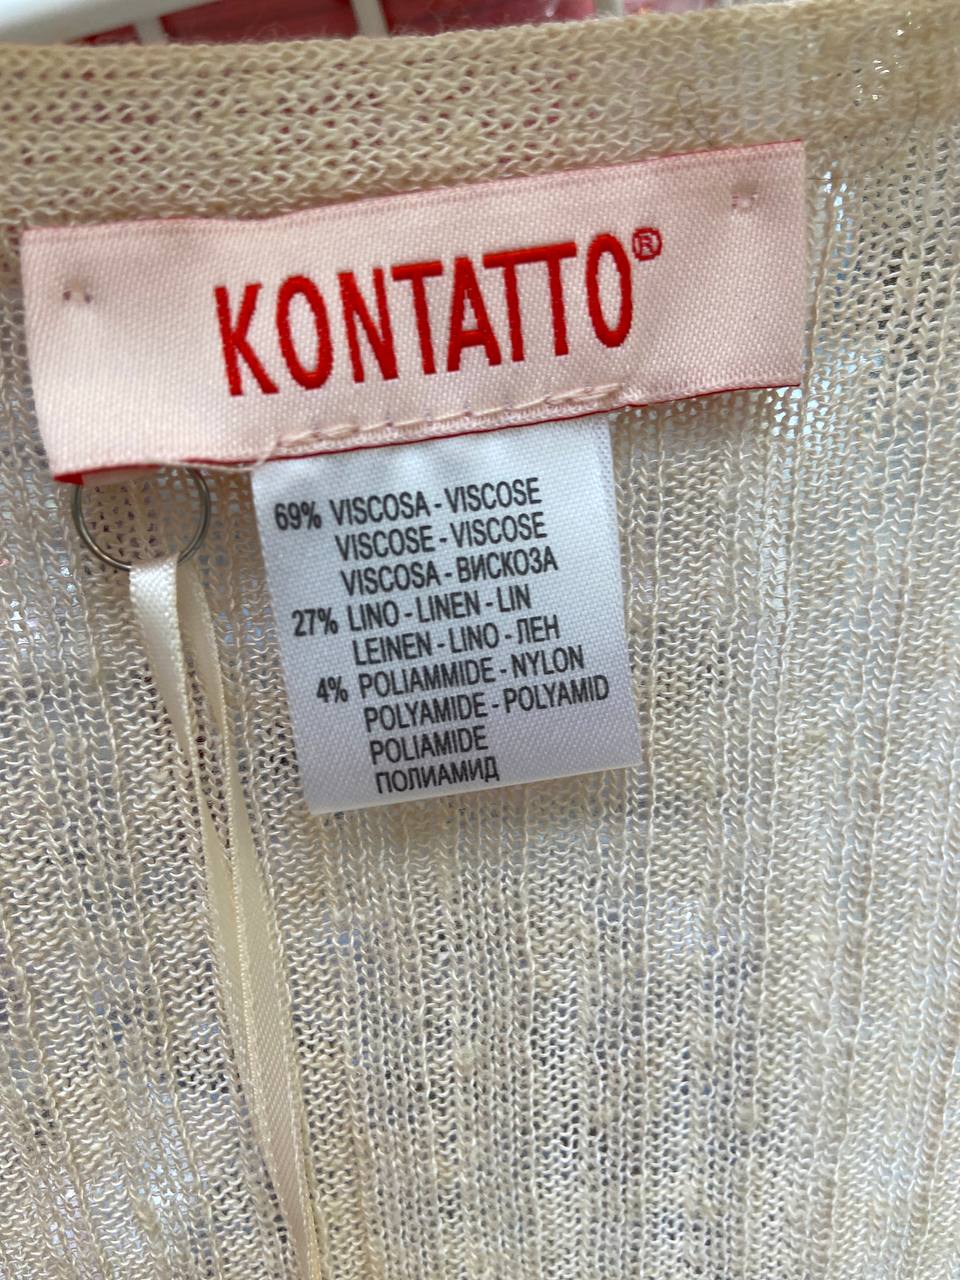 KONTATTO®
69% VISCOSA - VISCOSE
VISCOSE - VISCOSE
VISCOSA - ВИСКОЗА
27% LINO - LINEN - LIN
LEINEN - LINO - ЛЕН
4% POLIAMMIDE - NYLON
POLYAMIDE - POLYAMID
POLIAMIDE
ПОЛИАМИД